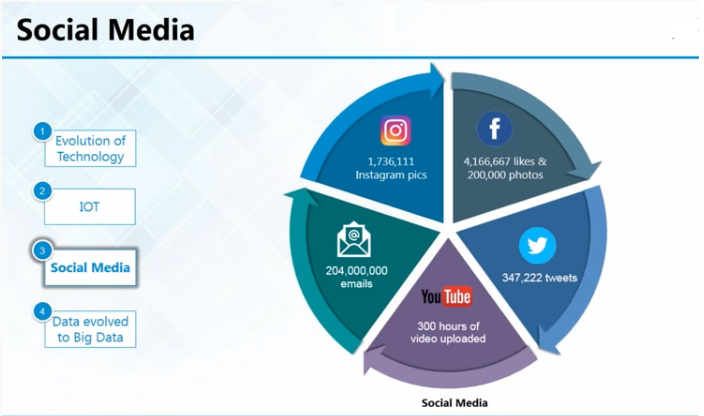 Social Media
1
Evolution of
Technology
2
IOT
3
Social Media
4
Data evolved
to Big Data
1,736,111
Instagram pics
f
4,166,667 likes &
200,000 photos
@
204,000,000
emails
347,222 tweets
YouTube
300 hours of
video uploaded
Social Media